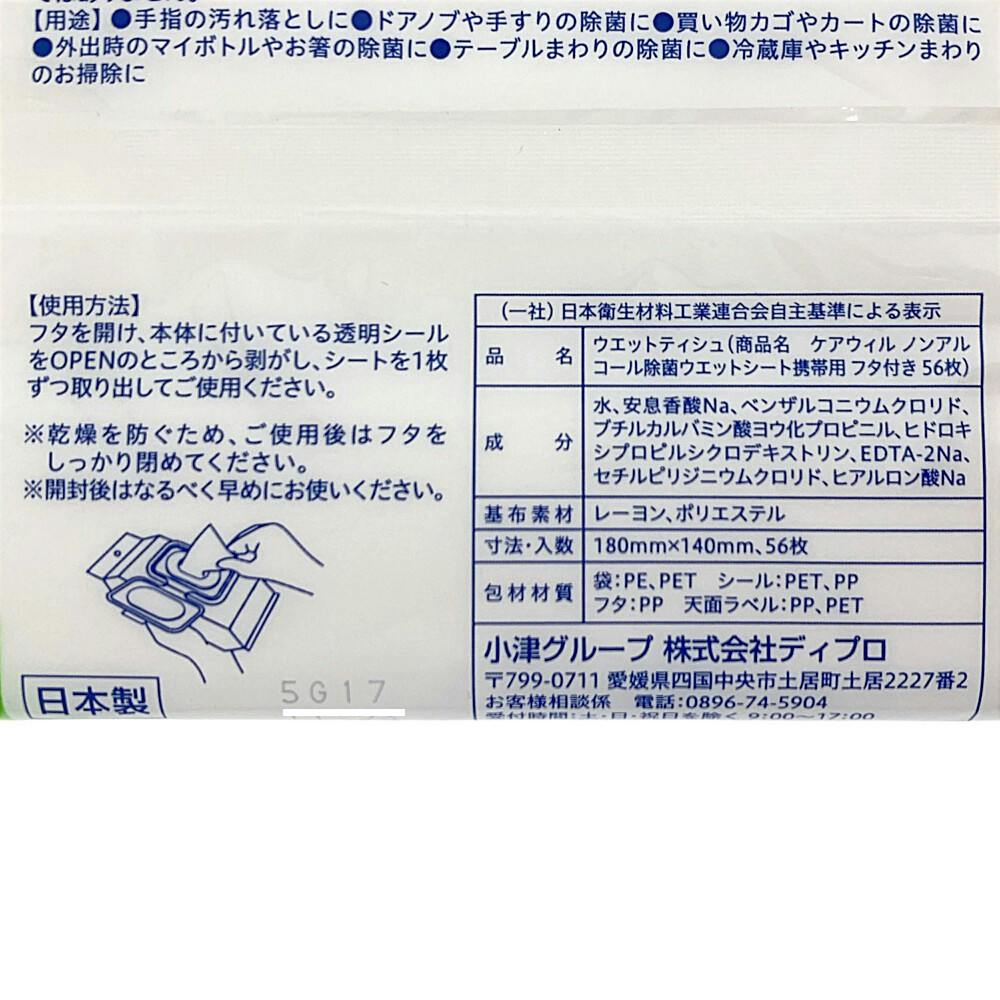 【用途】●手指の汚れ落としに●ドアノブや手すりの除菌に●買い物カゴやカートの除菌に
●外出時のマイボトルやお箸の除菌に●テーブルまわりの除菌に●冷蔵庫やキッチンまわり
のお掃除に
【使用方法】
フタを開け、本体に付いている透明シール
をOPENのところから剥がし、シートを1枚
ずつ取り出してご使用ください。
※乾燥を防ぐため、ご使用後はフタを
しっかり閉めてください。
※開封後はなるべく早めにお使いください。
日本製
5G17
(一社)日本衛生材料工業連合会自主基準による表示
品名 ウエットティシュ(商品名 ケアウィル ノンアル
コール除菌ウエットシート携帯用 フタ付き 56枚)
成分 水、安息香酸Na、ベンザルコニウムクロリド、
ブチルカルバミン酸ヨウ化プロピニル、ヒドロキ
シプロピルシクロデキストリン、EDTA-2Na、
セチルピリジニウムクロリド、ヒアルロン酸Na
基布素材 レーヨン、ポリエステル
寸法・入数 180mm×140mm、56枚
包材材質 袋:PE、PET シール:PET、PP
フタ:PP 天面ラベル:PP、PET
小津グループ 株式会社ディプロ
〒799-0711 愛媛県四国中央市土居町土居2227番2
お客様相談係 電話:0896-74-5904
受付時間:土・日・祝日を除く 9:00〜17:00